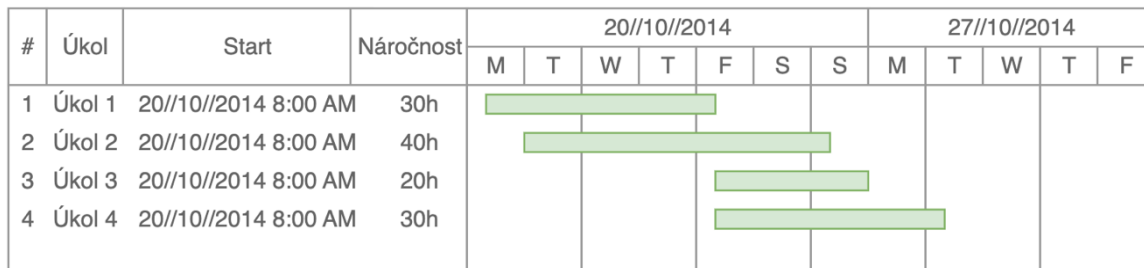 # Úkol Start Náročnost 20//10//2014 27//10//2014
M T W T F S S M T W T F
1 Úkol 1 20//10//2014 8:00 AM 30h
2 Úkol 2 20//10//2014 8:00 AM 40h
3 Úkol 3 20//10//2014 8:00 AM 20h
4 Úkol 4 20//10//2014 8:00 AM 30h